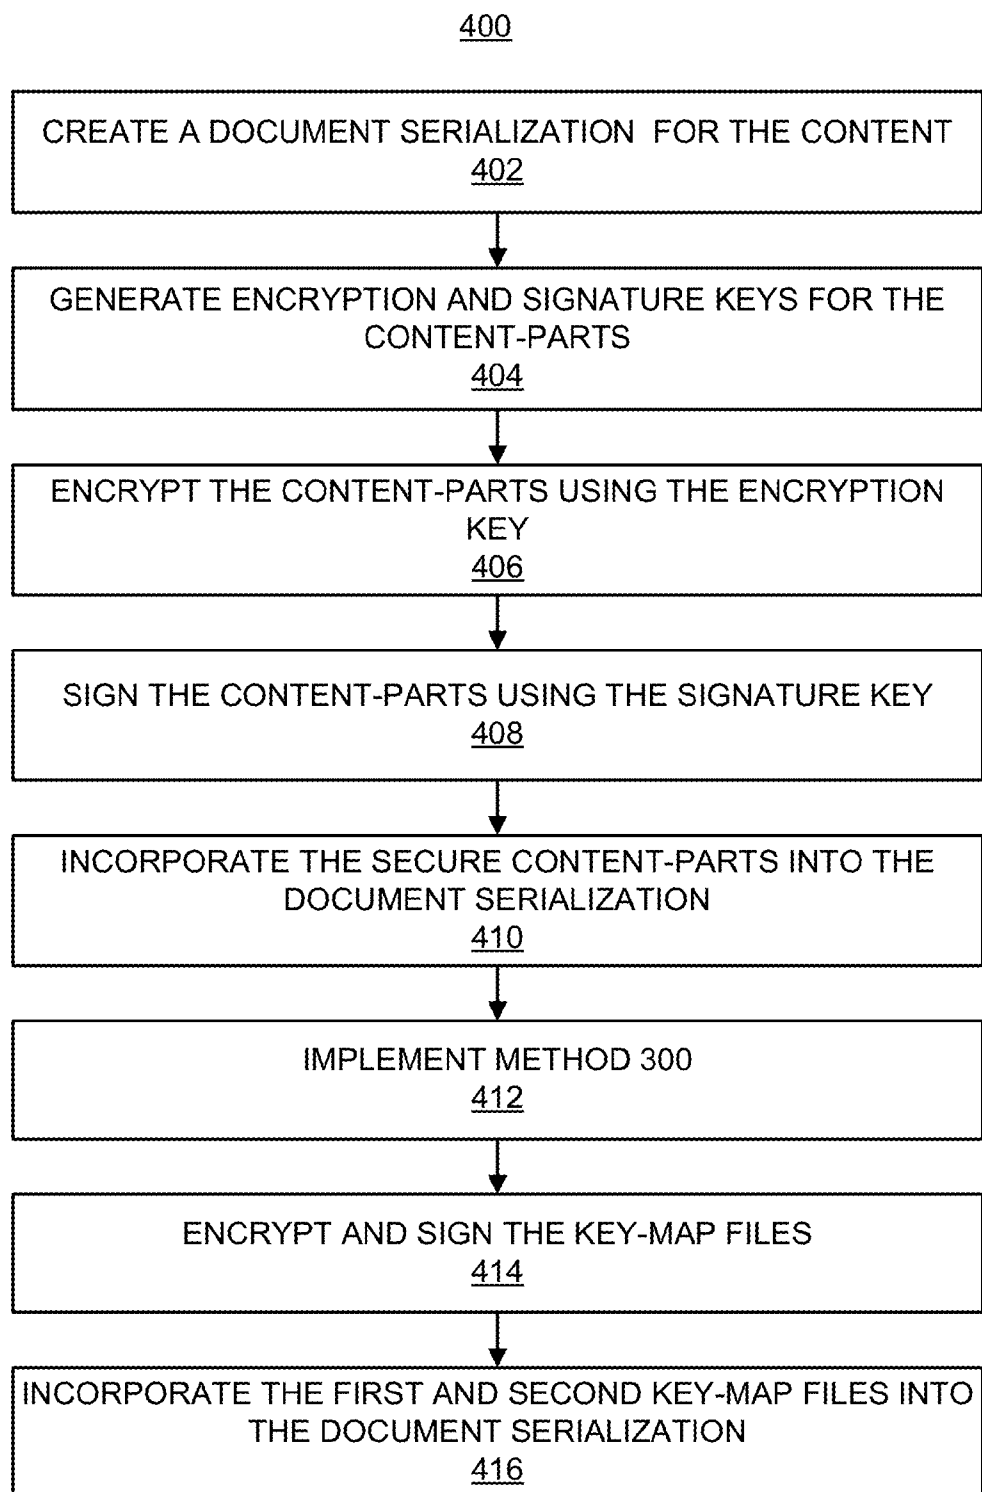 400
CREATE A DOCUMENT SERIALIZATION FOR THE CONTENT
402
GENERATE ENCRYPTION AND SIGNATURE KEYS FOR THE
CONTENT-PARTS
404
ENCRYPT THE CONTENT-PARTS USING THE ENCRYPTION
KEY
406
SIGN THE CONTENT-PARTS USING THE SIGNATURE KEY
408
INCORPORATE THE SECURE CONTENT-PARTS INTO THE
DOCUMENT SERIALIZATION
410
IMPLEMENT METHOD 300
412
ENCRYPT AND SIGN THE KEY-MAP FILES
414
INCORPORATE THE FIRST AND SECOND KEY-MAP FILES INTO
THE DOCUMENT SERIALIZATION
416